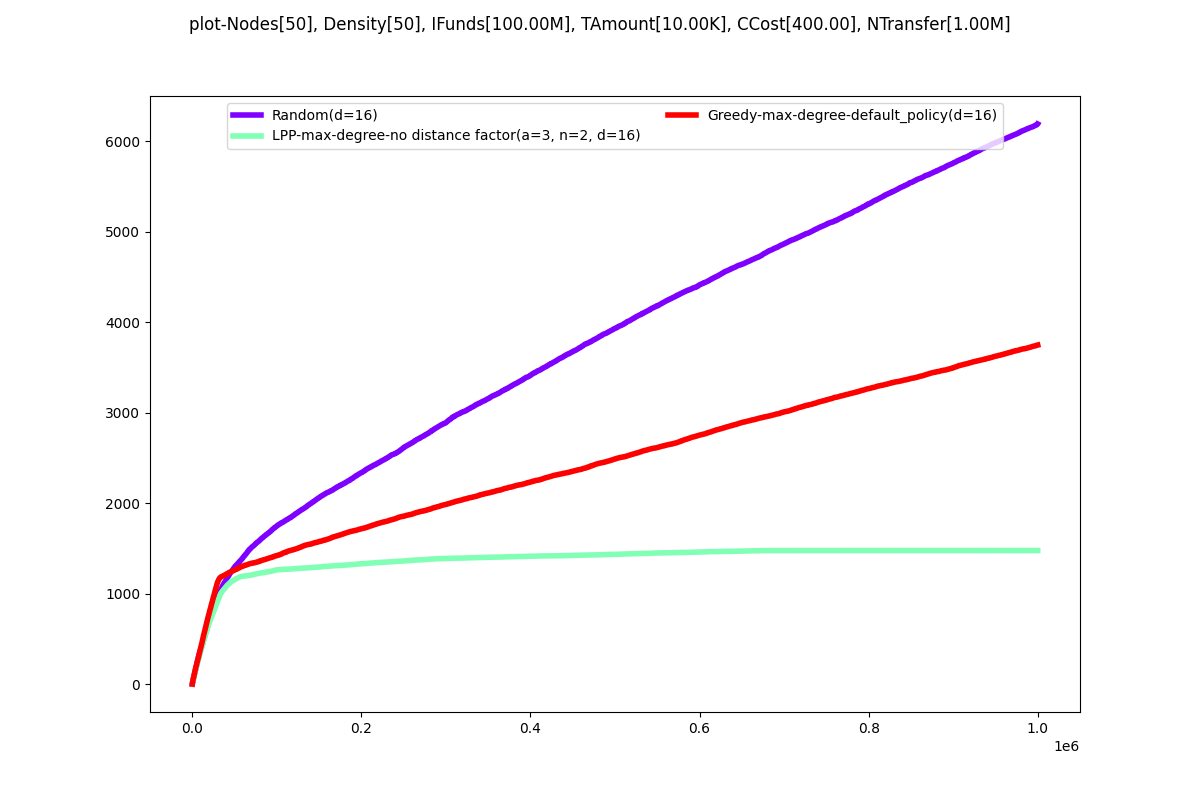 plot-Nodes[50], Density[50], IFunds[100.00M], TAmount[10.00K], CCost[400.00], NTransfer[1.00M]
Random(d=16)
LPP-max-degree-no distance factor(a=3, n=2, d=16)
Greedy-max-degree-default_policy(d=16)
6000
5000
4000
3000
2000
1000
0
0.0 0.2 0.4 0.6 0.8 1.0
1e6